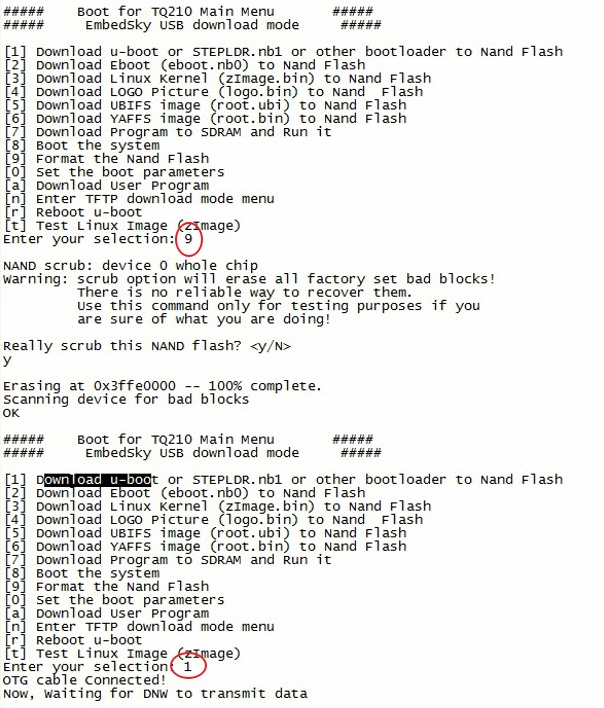 #####    Boot for TQ210 Main Menu       #####
#####     EmbedSky USB download mode     #####
[1] Download u-boot or STEPLDR.nb1 or other bootloader to Nand Flash
[2] Download Eboot (eboot.nb0) to Nand Flash
[3] Download Linux Kernel (zImage.bin) to Nand Flash
[4] Download LOGO Picture (logo.bin) to Nand  Flash
[5] Download UBIFS image (root.ubi) to Nand Flash
[6] Download YAFFS image (root.bin) to Nand Flash
[7] Download Program to SDRAM and Run it
[8] Boot the system
[9] Format the Nand Flash
[0] Set the boot parameters
[a] Download User Program
[n] Enter TFTP download mode menu
[r] Reboot u-boot
[t] Test Linux Image (zImage)
Enter your selection: 9
NAND scrub: device 0 whole chip
Warning: scrub option will erase all factory set bad blocks!
         There is no reliable way to recover them.
         Use this command only for testing purposes if you
         are sure of what you are doing!
Really scrub this NAND flash? <y/N>
y
Erasing at 0x3ffe0000 -- 100% complete.
Scanning device for bad blocks
OK
#####    Boot for TQ210 Main Menu       #####
#####     EmbedSky USB download mode     #####
[1] Download u-boot or STEPLDR.nb1 or other bootloader to Nand Flash
[2] Download Eboot (eboot.nb0) to Nand Flash
[3] Download Linux Kernel (zImage.bin) to Nand Flash
[4] Download LOGO Picture (logo.bin) to Nand  Flash
[5] Download UBIFS image (root.ubi) to Nand Flash
[6] Download YAFFS image (root.bin) to Nand Flash
[7] Download Program to SDRAM and Run it
[8] Boot the system
[9] Format the Nand Flash
[0] Set the boot parameters
[a] Download User Program
[n] Enter TFTP download mode menu
[r] Reboot u-boot
[t] Test Linux Image (zImage)
Enter your selection: 1
OTG cable Connected!
Now, Waiting for DNW to transmit data